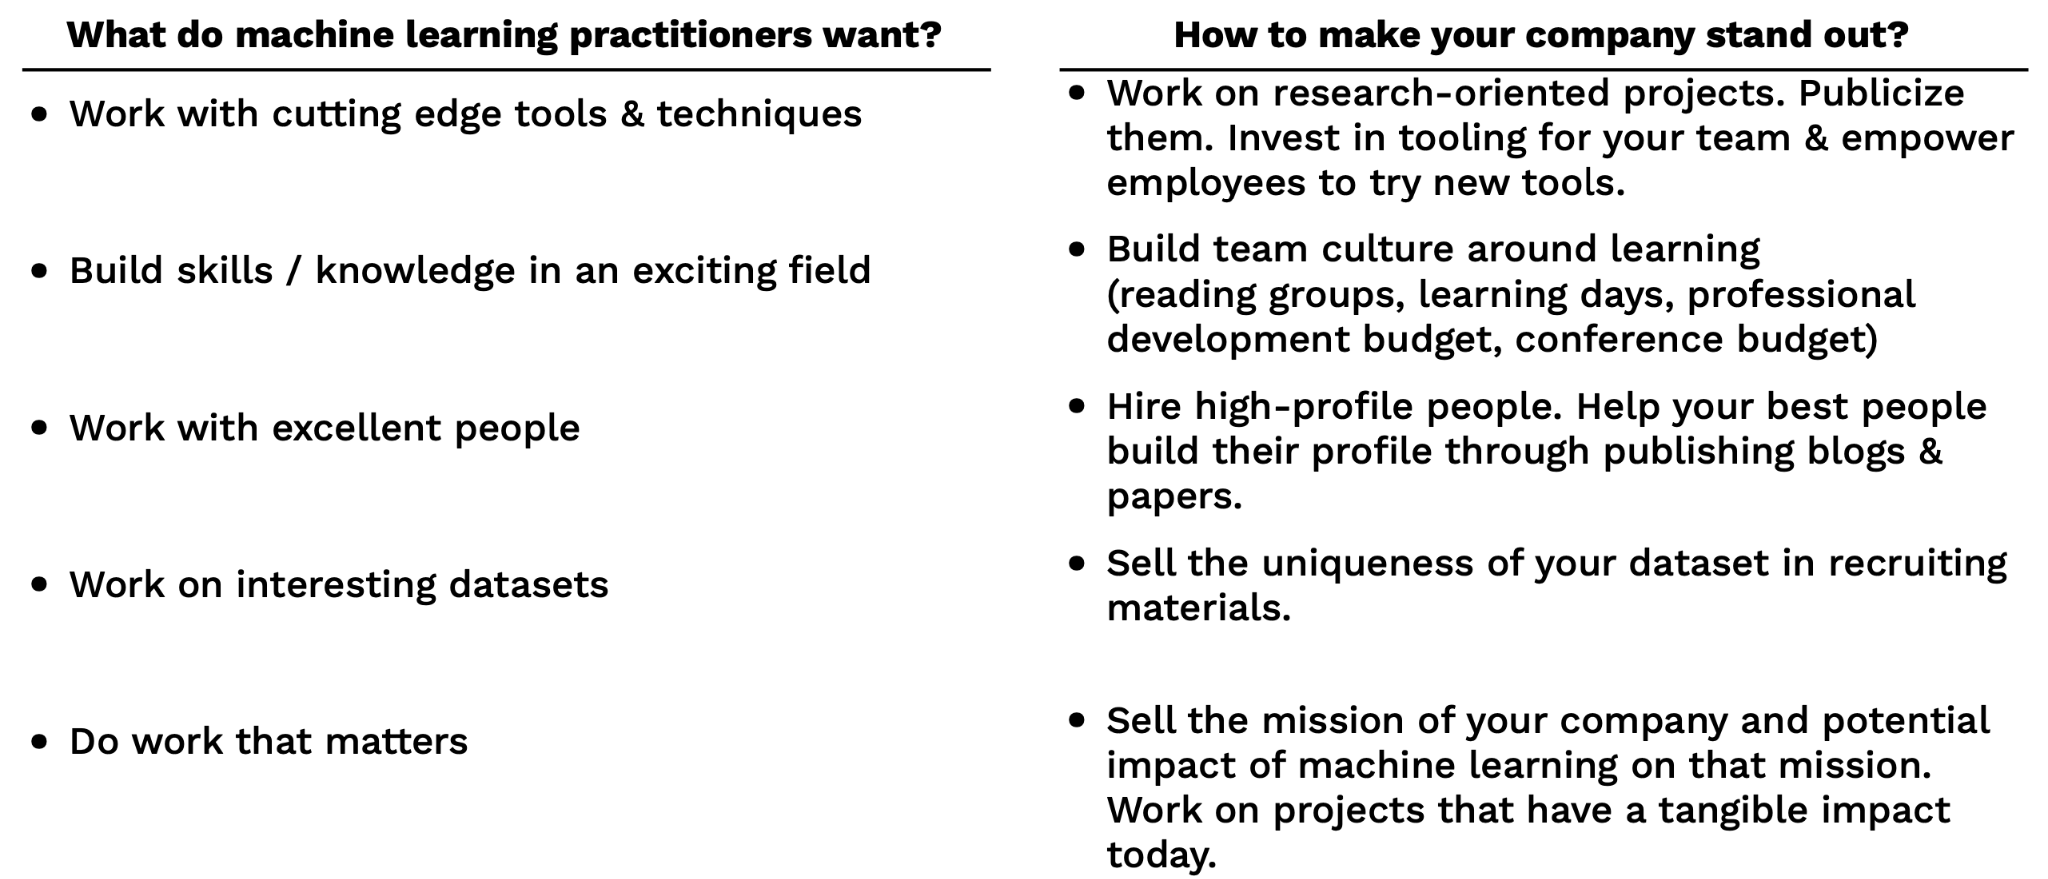 What do machine learning practitioners want?
• Work with cutting edge tools & techniques
• Build skills / knowledge in an exciting field
• Work with excellent people
• Work on interesting datasets
• Do work that matters
How to make your company stand out?
• Work on research-oriented projects. Publicize
them. Invest in tooling for your team & empower
employees to try new tools.
• Build team culture around learning
(reading groups, learning days, professional
development budget, conference budget)
• Hire high-profile people. Help your best people
build their profile through publishing blogs &
papers.
• Sell the uniqueness of your dataset in recruiting
materials.
• Sell the mission of your company and potential
impact of machine learning on that mission.
Work on projects that have a tangible impact
today.